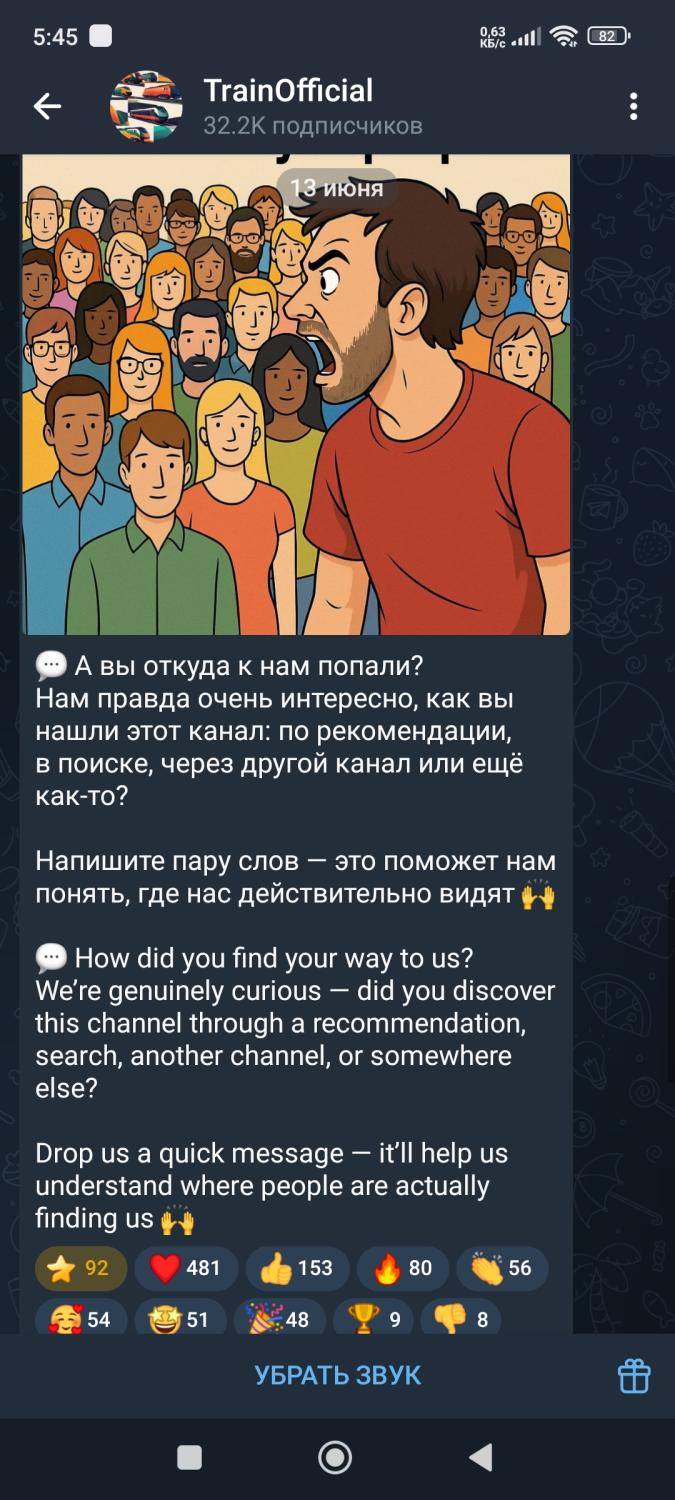 5:45
0,63
КБ/с
82
TrainOfficial
32.2K подписчиков
13 июня
💬 А вы откуда к нам попали?
Нам правда очень интересно, как вы
нашли этот канал: по рекомендации,
в поиске, через другой канал или ещё
как-то?
Напишите пару слов — это поможет нам
понять, где нас действительно видят 🙌
💬 How did you find your way to us?
We’re genuinely curious — did you discover
this channel through a recommendation,
search, another channel, or somewhere
else?
Drop us a quick message — it’ll help us
understand where people are actually
finding us 🙌
⭐ 92 ❤️ 481 👍 153 🔥 80 👏 56
🥰 54 🤩 51 🎉 48 🏆 9 👎 8
УБРАТЬ ЗВУК